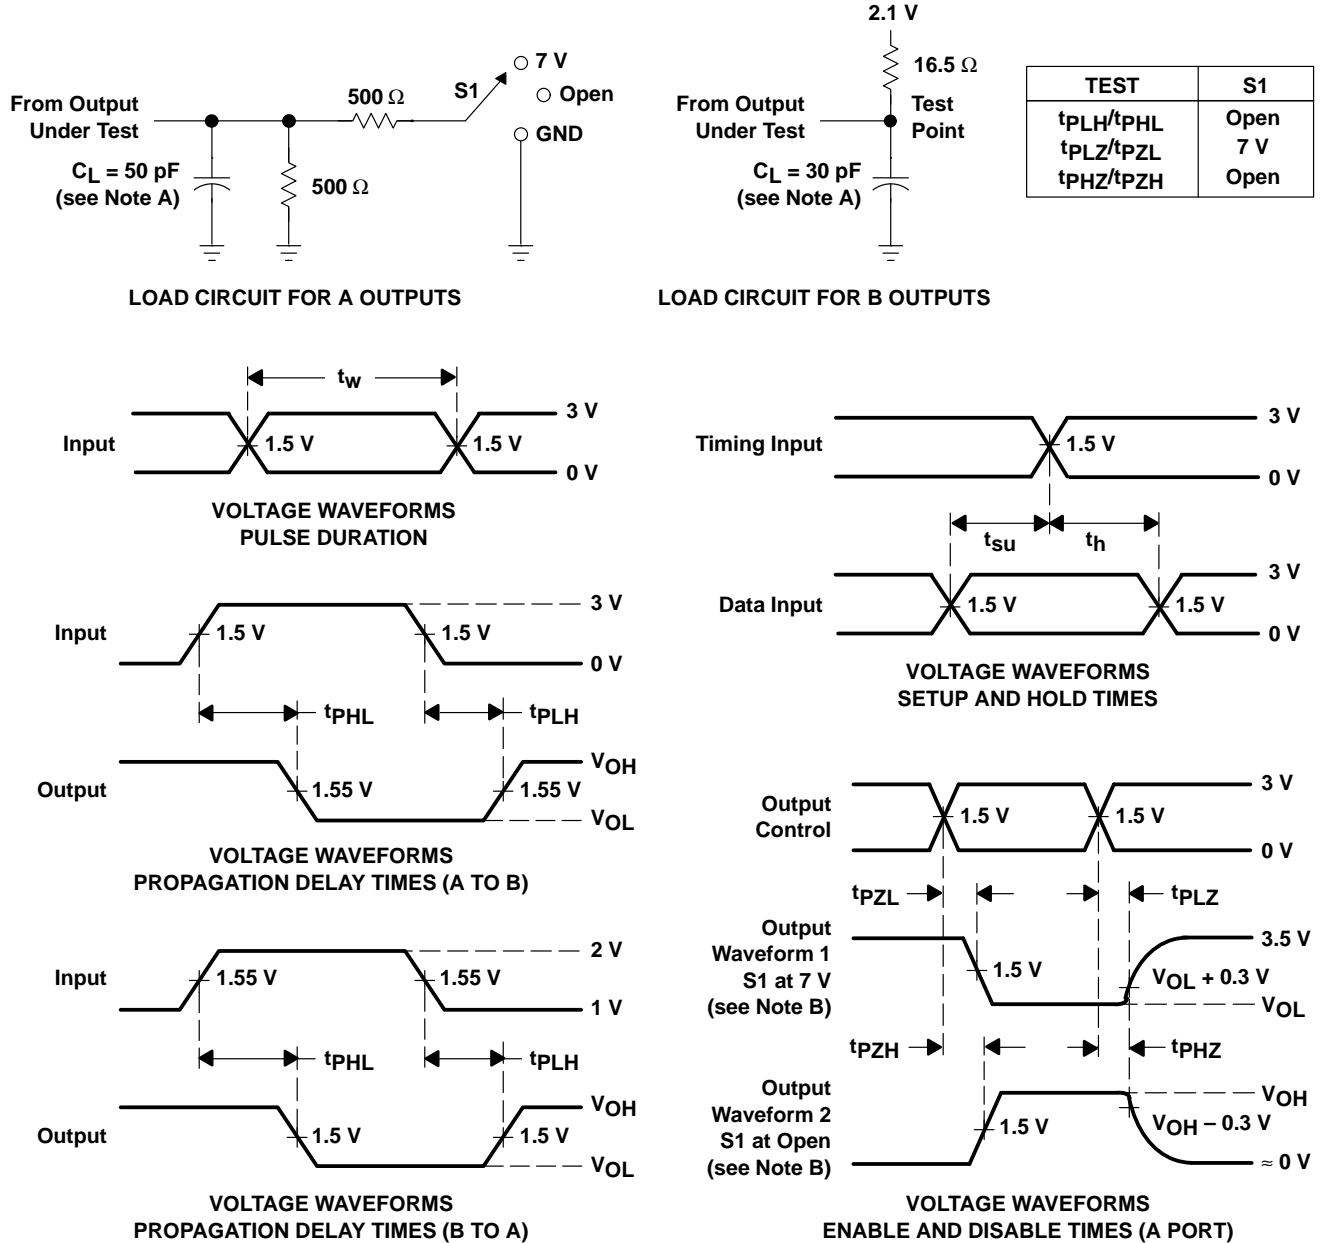 7 V
Open
GND
S1
500 Ω
From Output
Under Test
CL = 50 pF
(see Note A)
500 Ω
LOAD CIRCUIT FOR A OUTPUTS
2.1 V
16.5 Ω
From Output
Under Test
Test
Point
CL = 30 pF
(see Note A)
LOAD CIRCUIT FOR B OUTPUTS
TEST S1
tPLH/tPHL Open
tPLZ/tPZL 7 V
tPHZ/tPZH Open
tw
Input
1.5 V
1.5 V
3 V
0 V
VOLTAGE WAVEFORMS
PULSE DURATION
Timing Input
1.5 V
3 V
0 V
tsu
th
Data Input
1.5 V
1.5 V
3 V
0 V
VOLTAGE WAVEFORMS
SETUP AND HOLD TIMES
Input
1.5 V
1.5 V
3 V
0 V
tPHL
tPLH
Output
1.55 V
1.55 V
VOH
VOL
VOLTAGE WAVEFORMS
PROPAGATION DELAY TIMES (A TO B)
Input
1.55 V
1.55 V
2 V
1 V
tPHL
tPLH
Output
1.5 V
1.5 V
VOH
VOL
VOLTAGE WAVEFORMS
PROPAGATION DELAY TIMES (B TO A)
Output
Control
1.5 V
1.5 V
3 V
0 V
tPZL
tPLZ
Output
Waveform 1
S1 at 7 V
(see Note B)
1.5 V
3.5 V
VOL + 0.3 V
VOL
tPZH
tPHZ
Output
Waveform 2
S1 at Open
(see Note B)
1.5 V
VOH
VOH – 0.3 V
≈ 0 V
VOLTAGE WAVEFORMS
ENABLE AND DISABLE TIMES (A PORT)